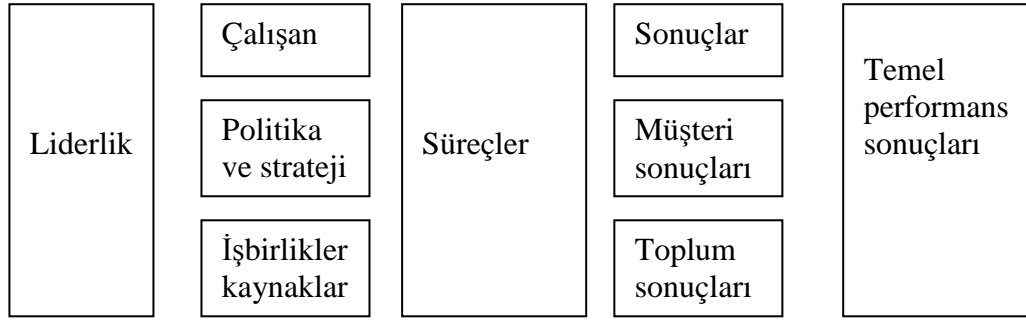 Liderlik
Çalışan
Politika
ve strateji
İşbirlikler
kaynaklar
Süreçler
Sonuçlar
Müşteri
sonuçları
Toplum
sonuçları
Temel
performans
sonuçları